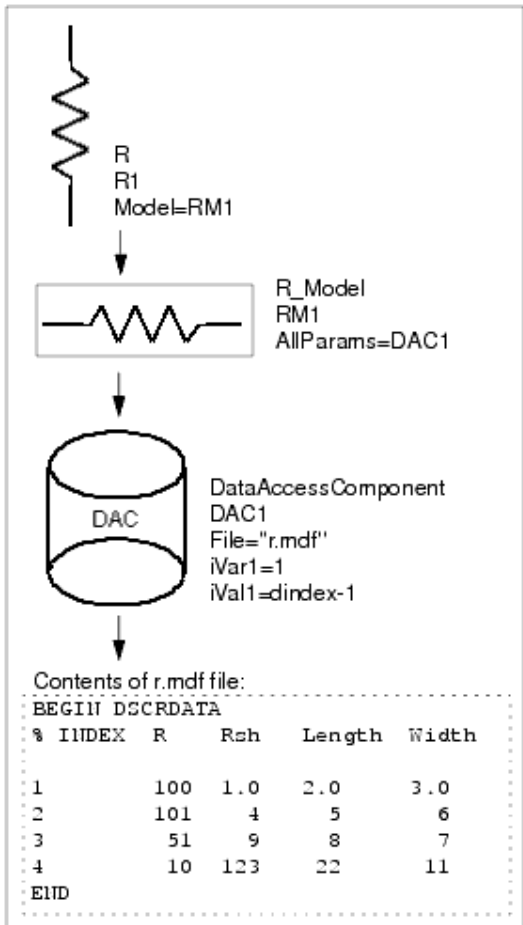 R
R1
Model=RM1
R_Model
RM1
AllParams=DAC1
DAC
DataAccessComponent
DAC1
File="r.mdf"
iVar1=1
iVal1=dindex-1
Contents of r.mdf file:
BEGIN DSCRDATA
% INDEX R Rsh Length Width
1 100 1.0 2.0 3.0
2 101 4 5 6
3 51 9 8 7
4 10 123 22 11
END